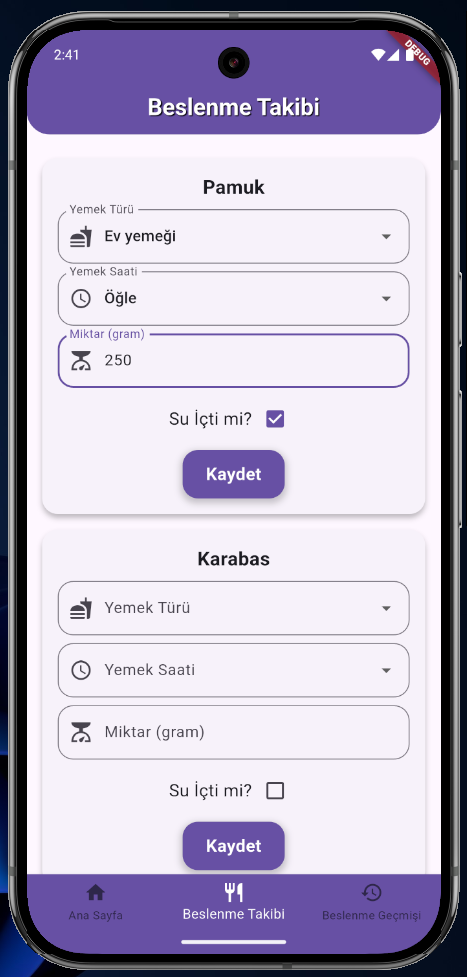 2:41
DEBUG
Beslenme Takibi
Pamuk
Yemek Türü
Ev yemeği
Yemek Saati
Öğle
Miktar (gram)
250
Su İçti mi?
Kaydet
Karabas
Yemek Türü
Yemek Saati
Miktar (gram)
Su İçti mi?
Kaydet
Ana Sayfa Beslenme Takibi Beslenme Geçmişi